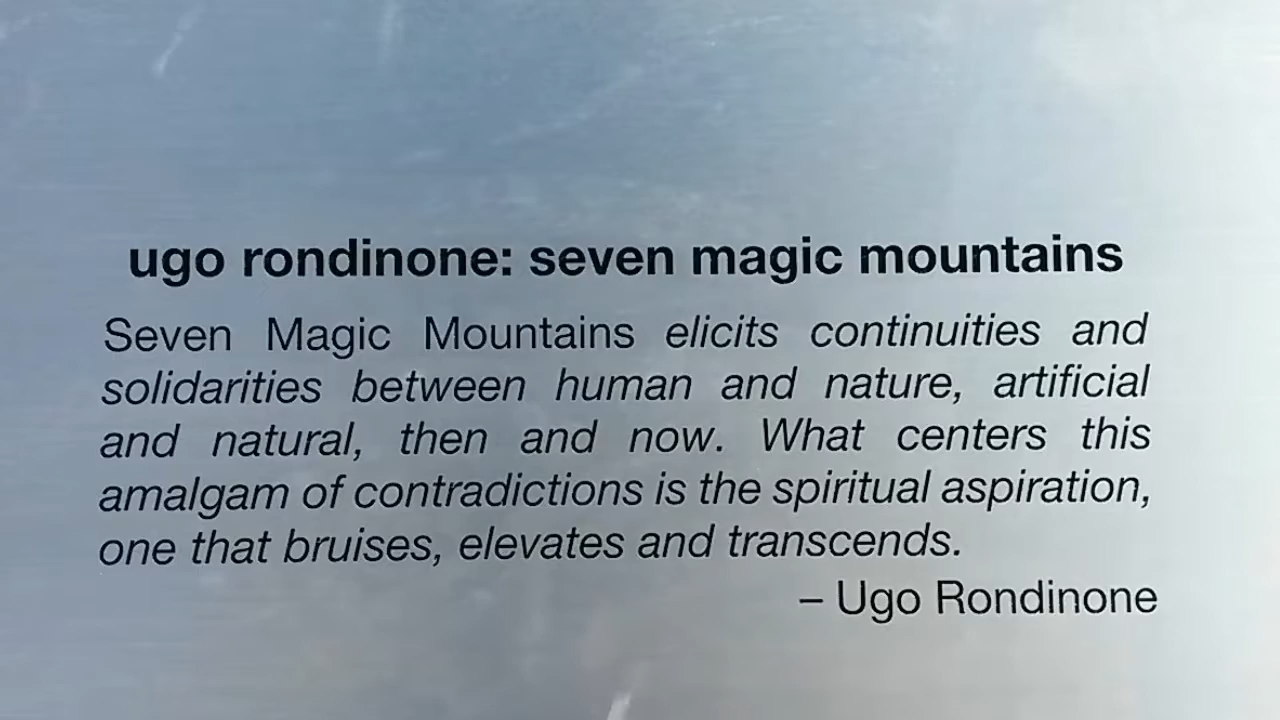 ugo rondinone: seven magic mountains
Seven Magic Mountains elicits continuities and
solidarities between human and nature, artificial
and natural, then and now. What centers this
amalgam of contradictions is the spiritual aspiration,
one that bruises, elevates and transcends.
– Ugo Rondinone